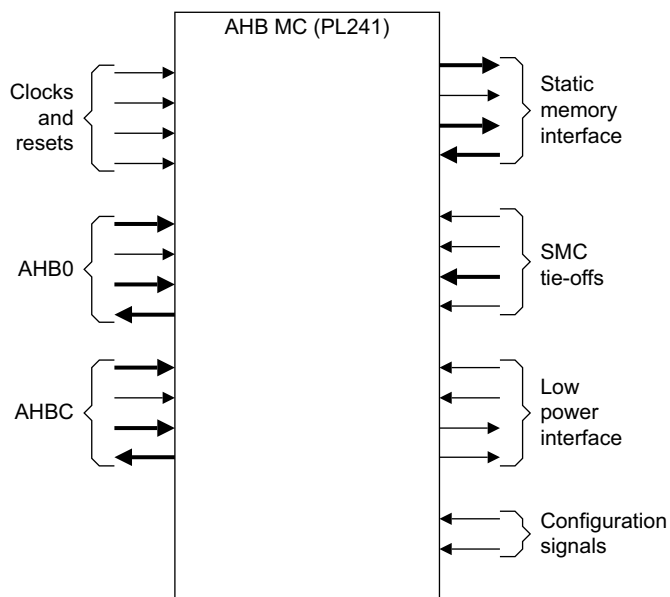 AHB MC (PL241)
Clocks
and
resets
AHB0
AHBC
Static
memory
interface
SMC
tie-offs
Low
power
interface
Configuration
signals